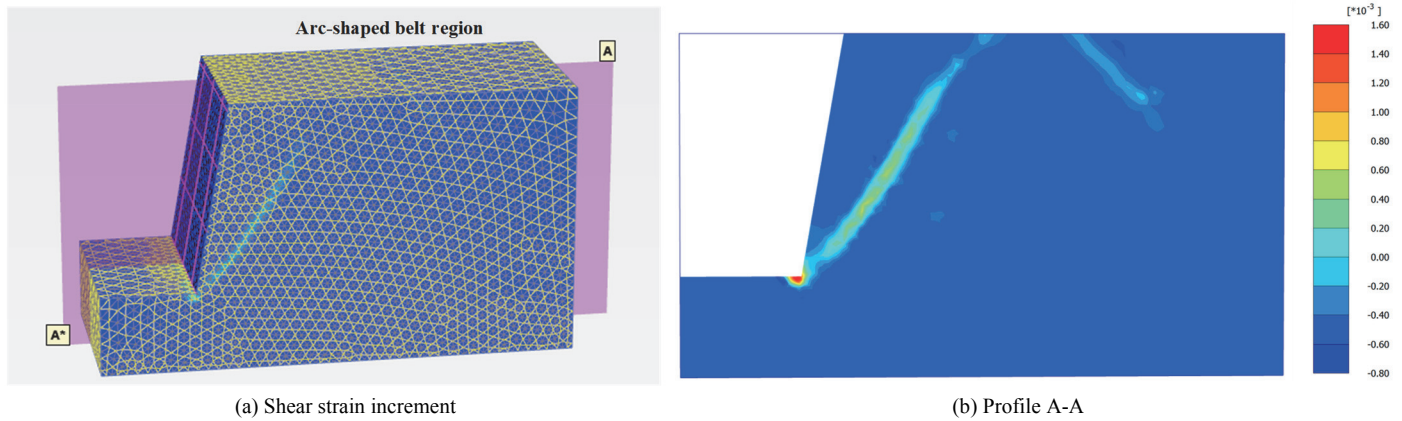 Arc-shaped belt region
A
A*
[*10⁻³]
1.60
1.40
1.20
1.00
0.80
0.60
0.40
0.20
0.00
-0.20
-0.40
-0.60
-0.80
(a) Shear strain increment
(b) Profile A-A